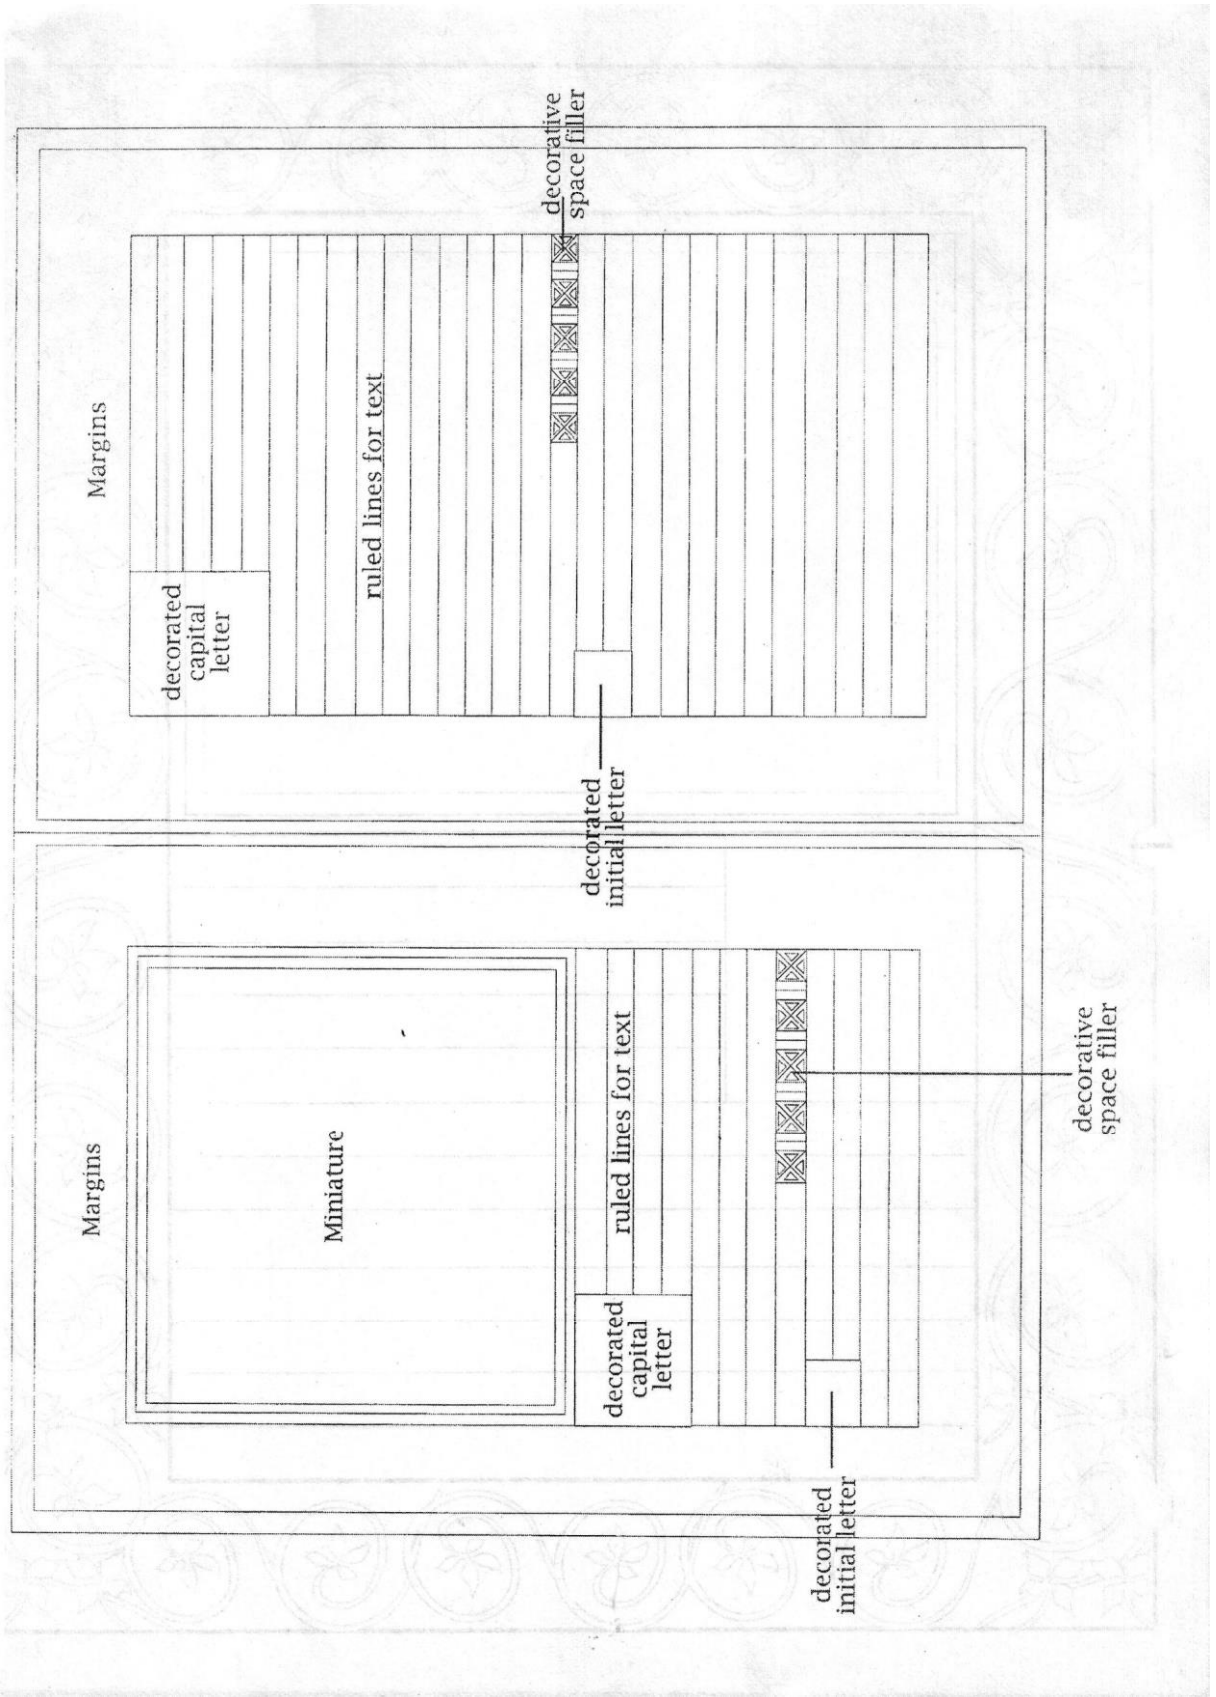 Margins
Miniature
decorated
capital
letter
ruled lines for text
decorated
initial letter
decorative
space filler
Margins
decorated
capital
letter
ruled lines for text
decorative
space filler
decorated
initial letter